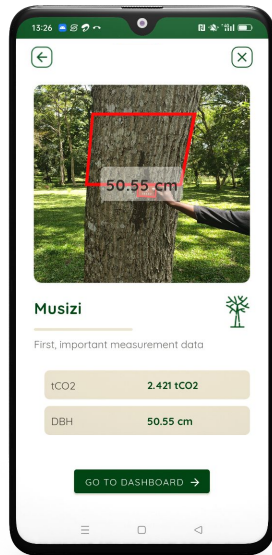 13:26
50.55 cm
Musizi
First, important measurement data
tCO2 2.421 tCO2
DBH 50.55 cm
GO TO DASHBOARD →